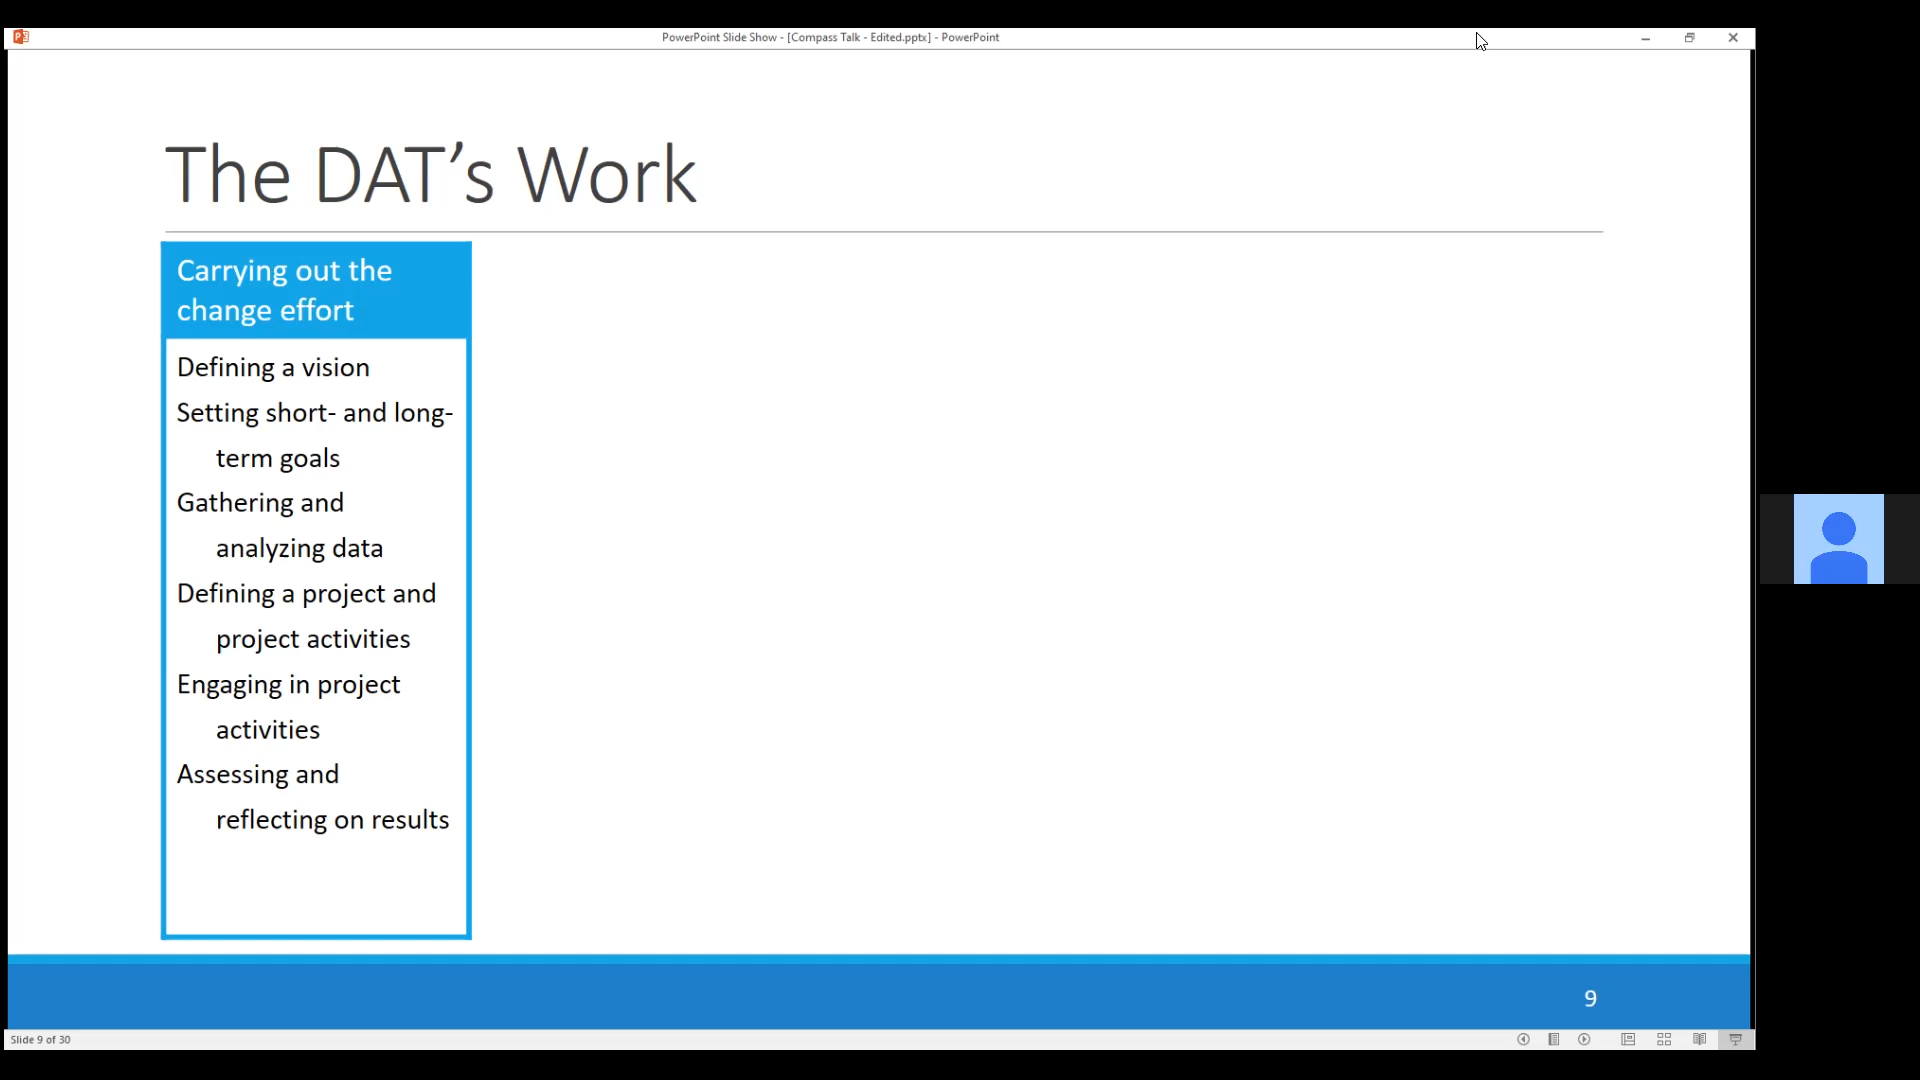 PowerPoint Slide Show - [Compass Talk - Edited.pptx] - PowerPoint
The DAT’s Work
Carrying out the
change effort
Defining a vision
Setting short- and long-
term goals
Gathering and
analyzing data
Defining a project and
project activities
Engaging in project
activities
Assessing and
reflecting on results
9
Slide 9 of 30